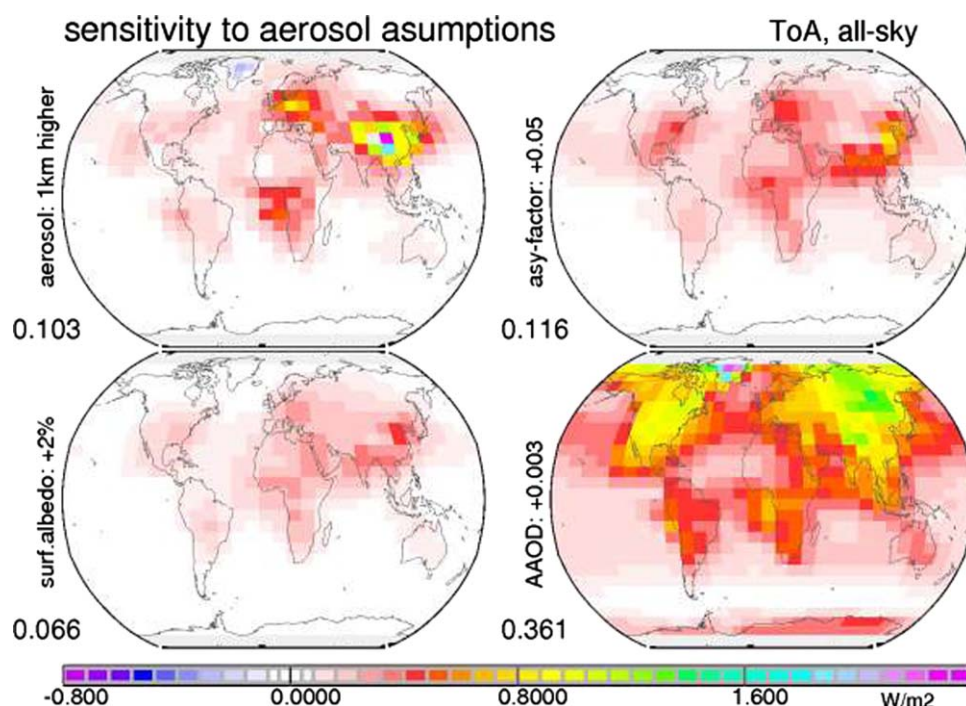 sensitivity to aerosol asumptions
ToA, all-sky
aerosol: 1km higher
0.103
asy-factor: +0.05
0.116
surf.albedo: +2%
0.066
AAOD: +0.003
0.361
-0.800 0.0000 0.8000 1.600 W/m2